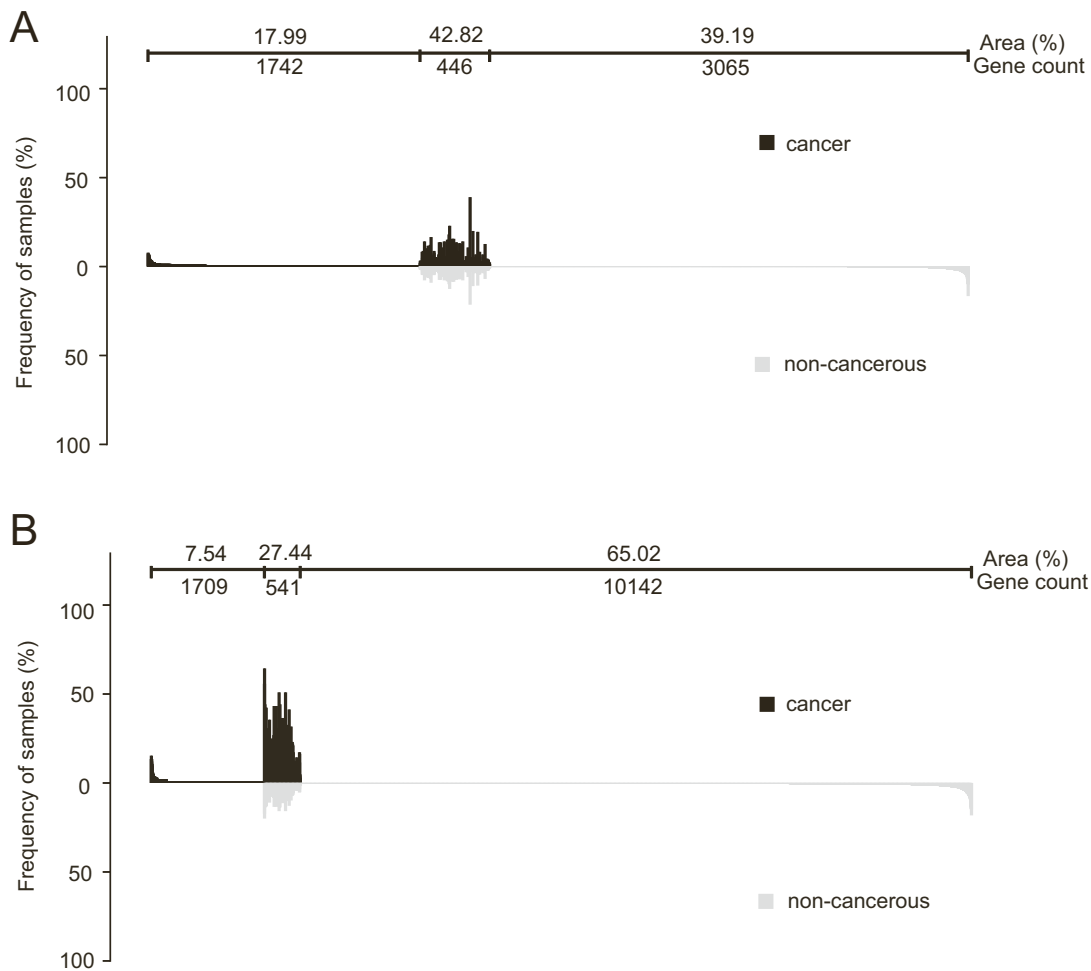 A
17.99 42.82 39.19 Area (%)
1742 446 3065 Gene count
100
50
0
50
100
Frequency of samples (%)
cancer
non-cancerous
B
7.54 27.44 65.02 Area (%)
1709 541 10142 Gene count
100
50
0
50
100
Frequency of samples (%)
cancer
non-cancerous